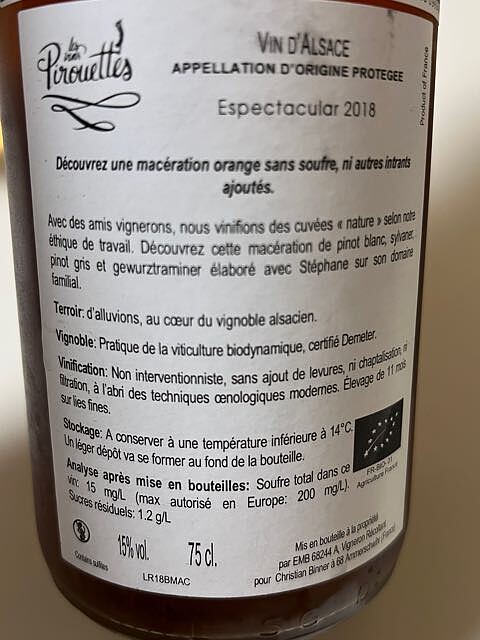 les
vins
Pirouettes
VIN D'ALSACE
APPELLATION D'ORIGINE PROTEGEE
Espectacular 2018
Product of France
Découvrez une macération orange sans soufre, ni autres intrants
ajoutés.
Avec des amis vignerons, nous vinifions des cuvées « nature » selon notre
éthique de travail. Découvrez cette macération de pinot blanc, sylvaner,
pinot gris et gewurztraminer élaboré avec Stéphane sur son domaine
familial.
Terroir: d'alluvions, au cœur du vignoble alsacien.
Vignoble: Pratique de la viticulture biodynamique, certifié Demeter.
Vinification: Non interventionniste, sans ajout de levures, ni chaptalisation, ni
filtration, à l'abri des techniques œnologiques modernes. Élevage de 11 mois
sur lies fines.
Stockage: A conserver à une température inférieure à 14°C.
Un léger dépôt va se former au fond de la bouteille.
Analyse après mise en bouteilles: Soufre total dans ce
vin: 15 mg/L (max autorisé en Europe: 200 mg/L).
Sucres résiduels: 1.2 g/L
FR-BIO-01
Agriculture France
Contains sulfites
15% vol.
75 cl.
LR18BMAC
Mis en bouteille à la propriété
par EMB 68244 A, Vigneron Récoltant
pour Christian Binner à 68 Ammerschwihr (France)